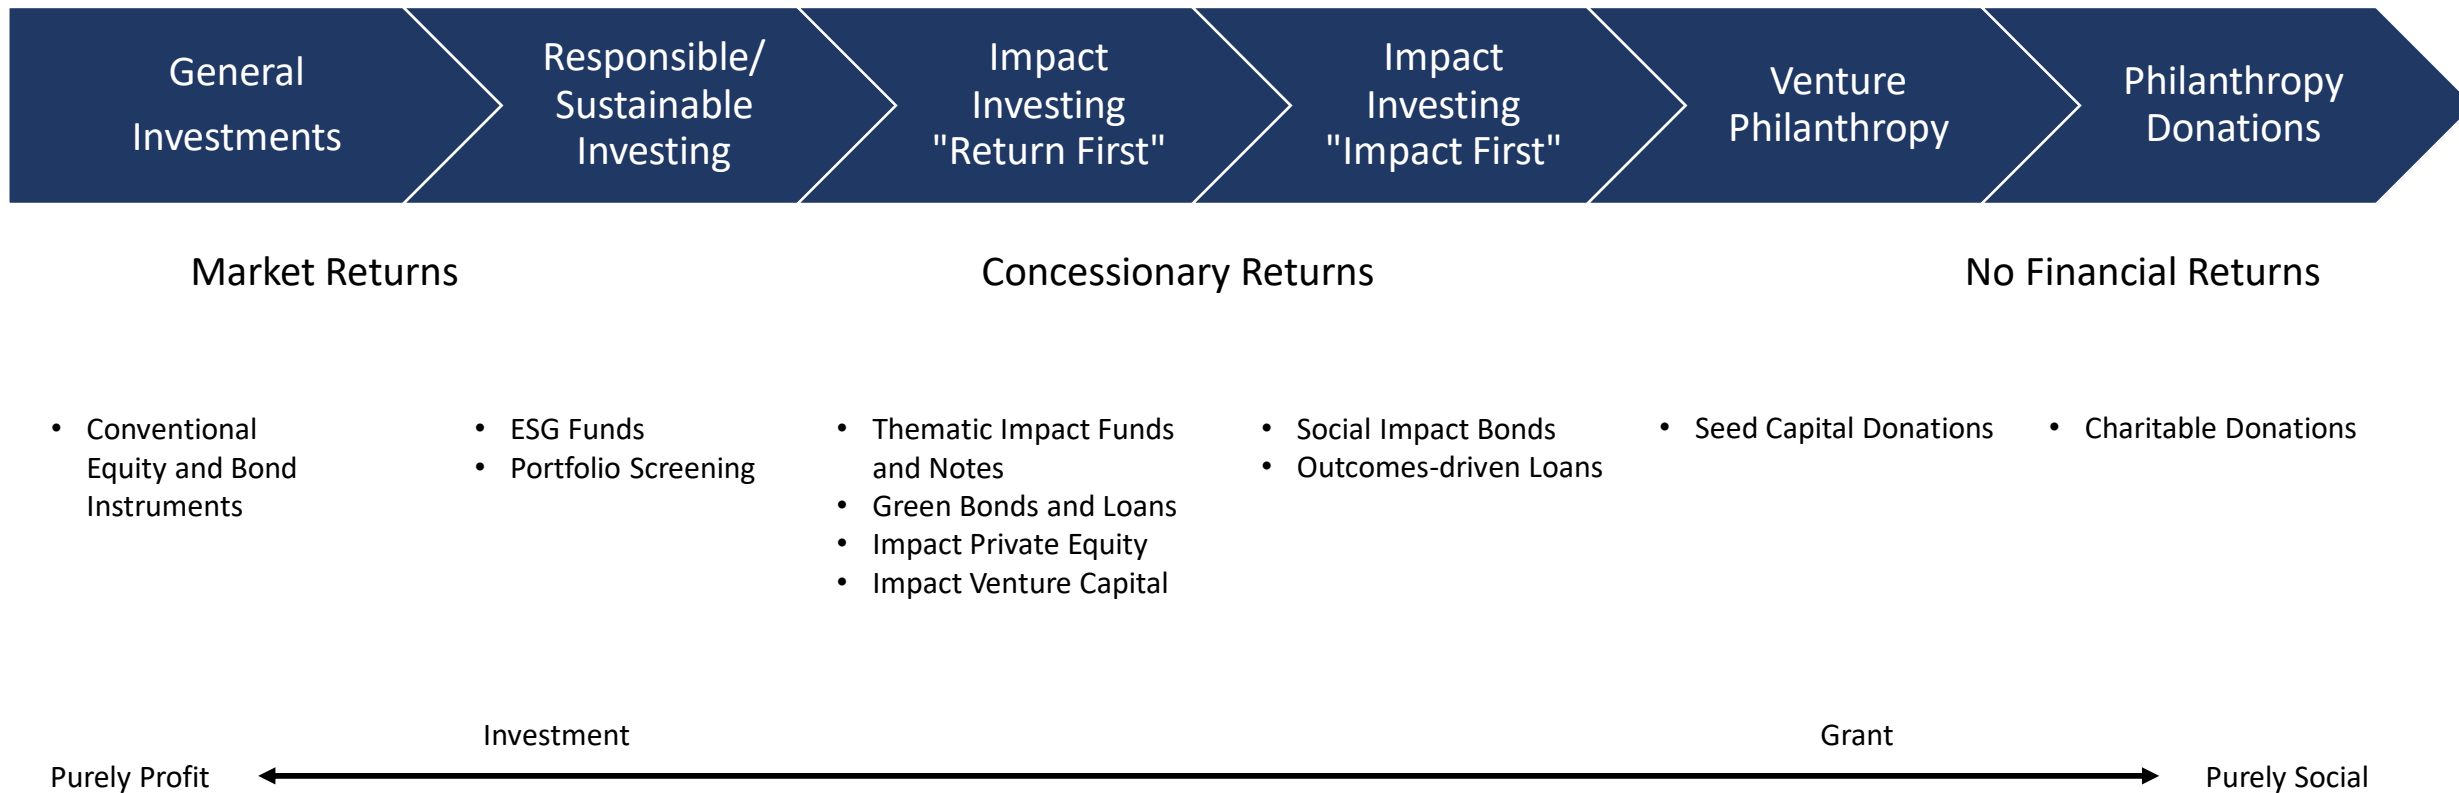 General
Investments
Responsible/
Sustainable
Investing
Impact
Investing
"Return First"
Impact
Investing
"Impact First"
Venture
Philanthropy
Philanthropy
Donations
Market Returns
Concessionary Returns
No Financial Returns
• Conventional
Equity and Bond
Instruments
• ESG Funds
• Portfolio Screening
• Thematic Impact Funds
and Notes
• Green Bonds and Loans
• Impact Private Equity
• Impact Venture Capital
• Social Impact Bonds
• Outcomes-driven Loans
• Seed Capital Donations
• Charitable Donations
Investment
Grant
Purely Profit
Purely Social